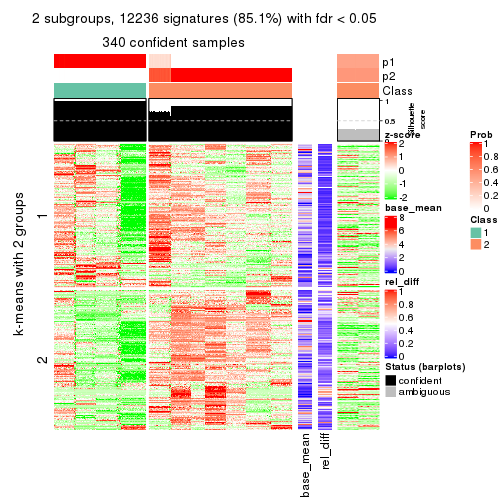 2 subgroups, 12236 signatures (85.1%) with fdr < 0.05
340 confident samples
p1
p2
Class
1
0.5
0
Silhouette
score
k-means with 2 groups
1
2
base_mean
rel_diff
z-score
2
1
0
-1
-2
base_mean
8
6
4
2
0
rel_diff
1
0.8
0.6
0.4
0.2
0
Status (barplots)
confident
ambiguous
Prob
1
0.8
0.6
0.4
0.2
0
Class
1
2